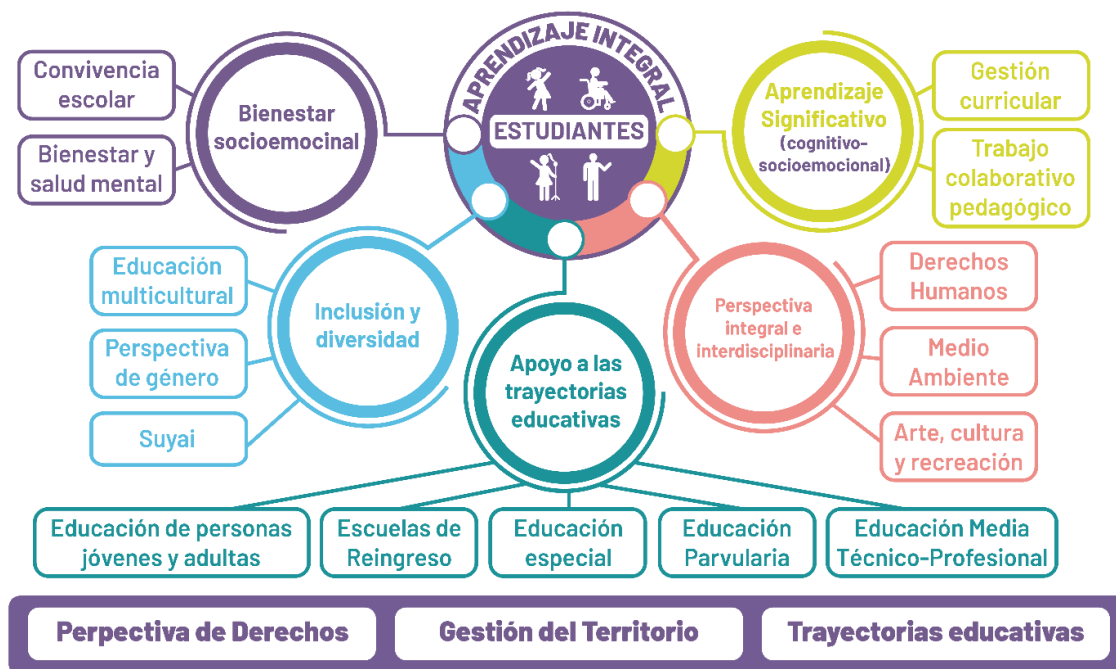 APRENDIZAJE INTEGRAL
ESTUDIANTES
Convivencia
escolar
Bienestar y
salud mental
Bienestar
socioemocinal
Aprendizaje
Significativo
(cognitivo-
socioemocional)
Gestión
curricular
Trabajo
colaborativo
pedagógico
Educación
multicultural
Perspectiva
de género
Suyai
Inclusión y
diversidad
Apoyo a las
trayectorias
educativas
Perspectiva
integral e
interdisciplinaria
Derechos
Humanos
Medio
Ambiente
Arte, cultura
y recreación
Educación de personas
jóvenes y adultas
Escuelas de
Reingreso
Educación
especial
Educación
Parvularia
Educación Media
Técnico-Profesional
Perpectiva de Derechos
Gestión del Territorio
Trayectorias educativas